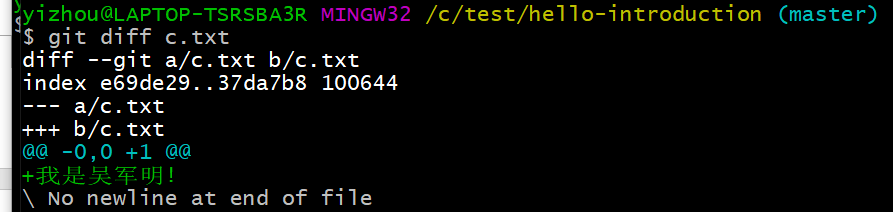 yizhou@LAPTOP-TSRSBA3R MINGW32 /c/test/hello-introduction (master)
$ git diff c.txt
diff --git a/c.txt b/c.txt
index e69de29..37da7b8 100644
--- a/c.txt
+++ b/c.txt
@@ -0,0 +1 @@
+我是吴军明!
\ No newline at end of file